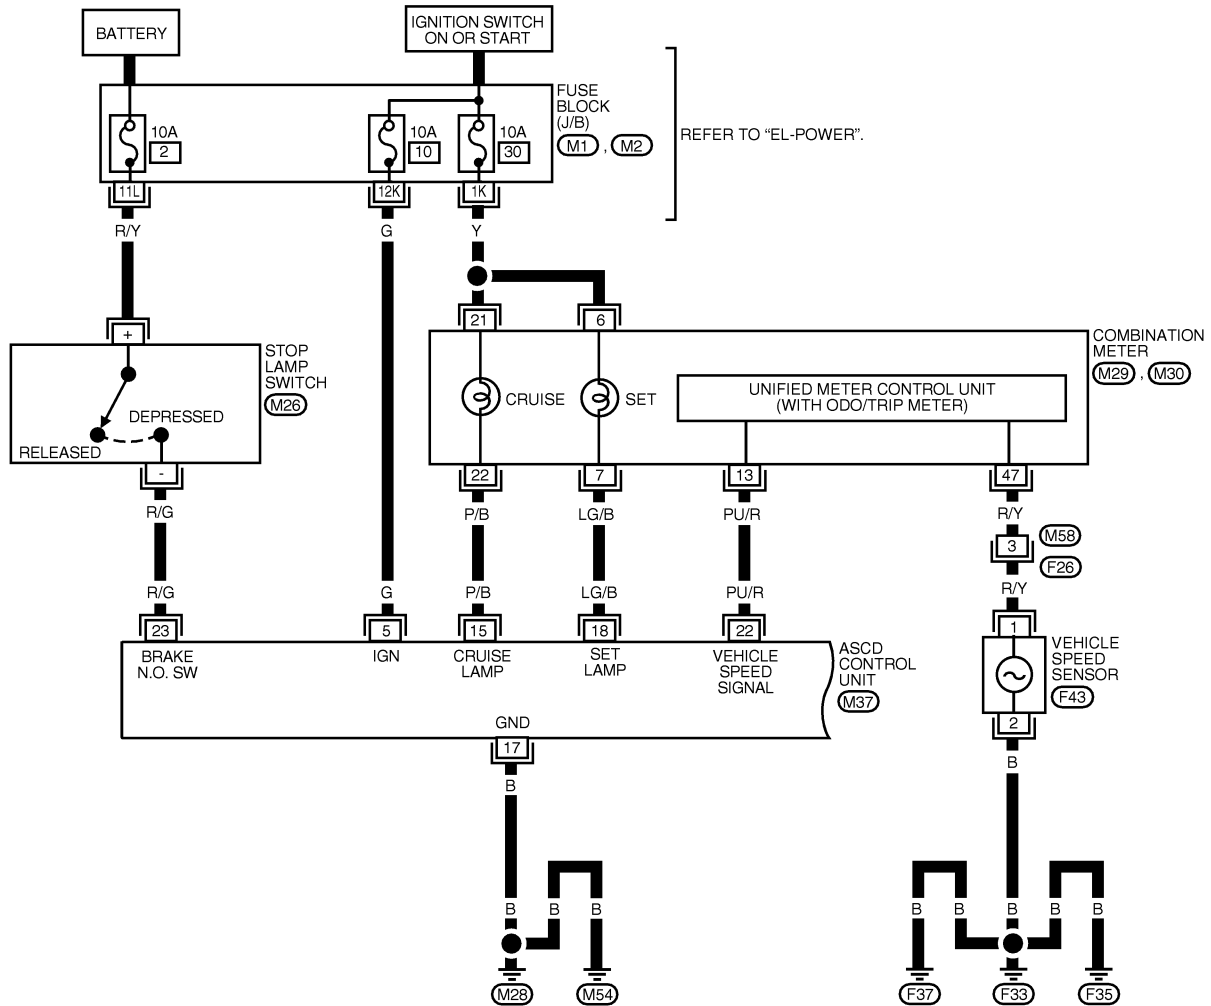 BATTERY
IGNITION SWITCH
ON OR START
FUSE
BLOCK
(J/B)
M1 , M2
REFER TO “EL-POWER”.
10A
2
10A
10
10A
30
11L
12K
1K
R/Y
G
Y
21
6
+
STOP
LAMP
SWITCH
M26
DEPRESSED
RELEASED
-
COMBINATION
METER
M29 , M30
CRUISE
SET
UNIFIED METER CONTROL UNIT
(WITH ODO/TRIP METER)
22
7
13
47
R/G
P/B
LG/B
PU/R
R/Y
3
M58
F26
R/G
G
P/B
LG/B
PU/R
R/Y
23
5
15
18
22
1
BRAKE
N.O. SW
IGN
CRUISE
LAMP
SET
LAMP
VEHICLE
SPEED
SIGNAL
ASCD
CONTROL
UNIT
M37
VEHICLE
SPEED
SENSOR
F43
GND
17
2
B
B
B
B
B
B
B
B
B
B
M28
M54
F37
F33
F35